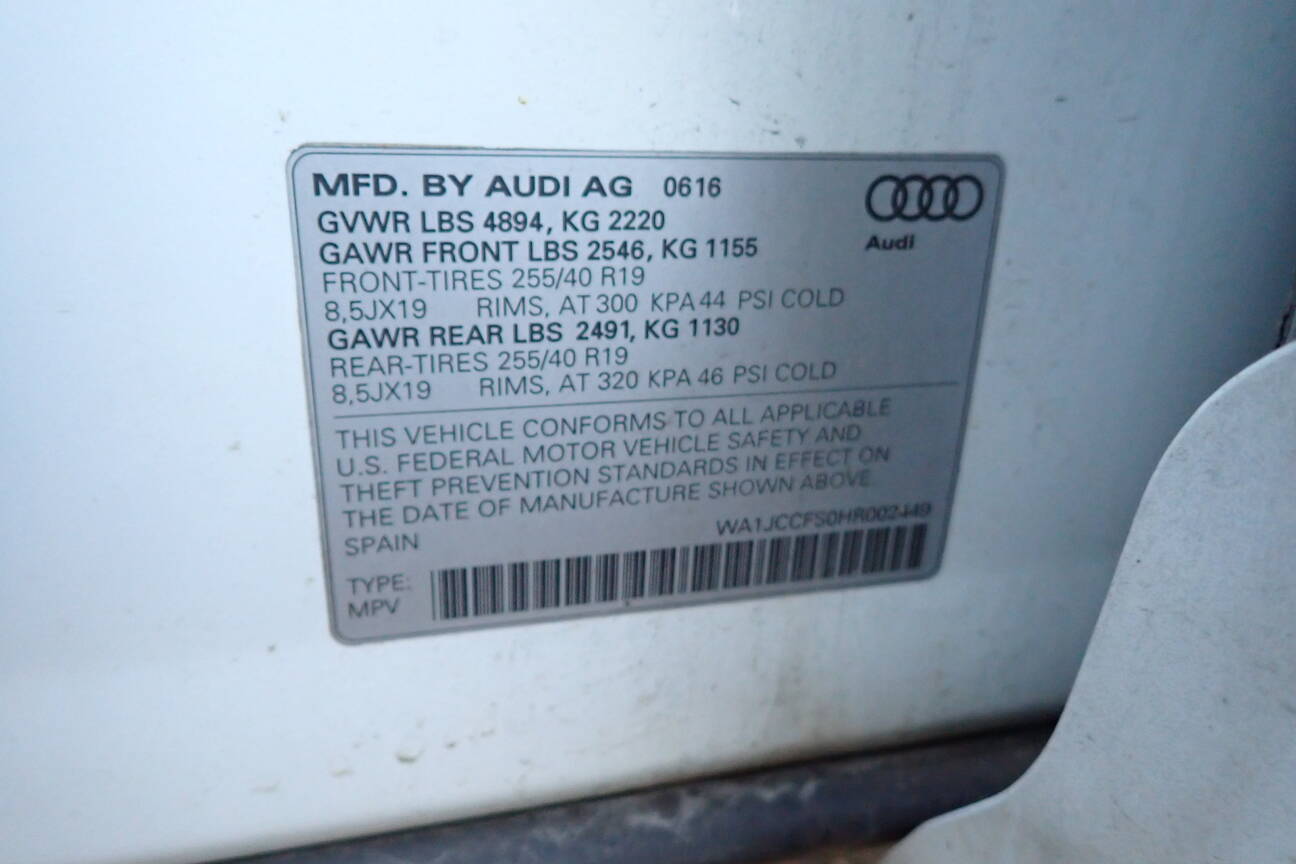 MFD. BY AUDI AG 0616
Audi
GVWR LBS 4894, KG 2220
GAWR FRONT LBS 2546, KG 1155
FRONT-TIRES 255/40 R19
8,5JX19 RIMS, AT 300 KPA 44 PSI COLD
GAWR REAR LBS 2491, KG 1130
REAR-TIRES 255/40 R19
8,5JX19 RIMS, AT 320 KPA 46 PSI COLD
THIS VEHICLE CONFORMS TO ALL APPLICABLE
U.S. FEDERAL MOTOR VEHICLE SAFETY AND
THEFT PREVENTION STANDARDS IN EFFECT ON
THE DATE OF MANUFACTURE SHOWN ABOVE.
SPAIN WA1JCCFS0HR002449
TYPE:
MPV